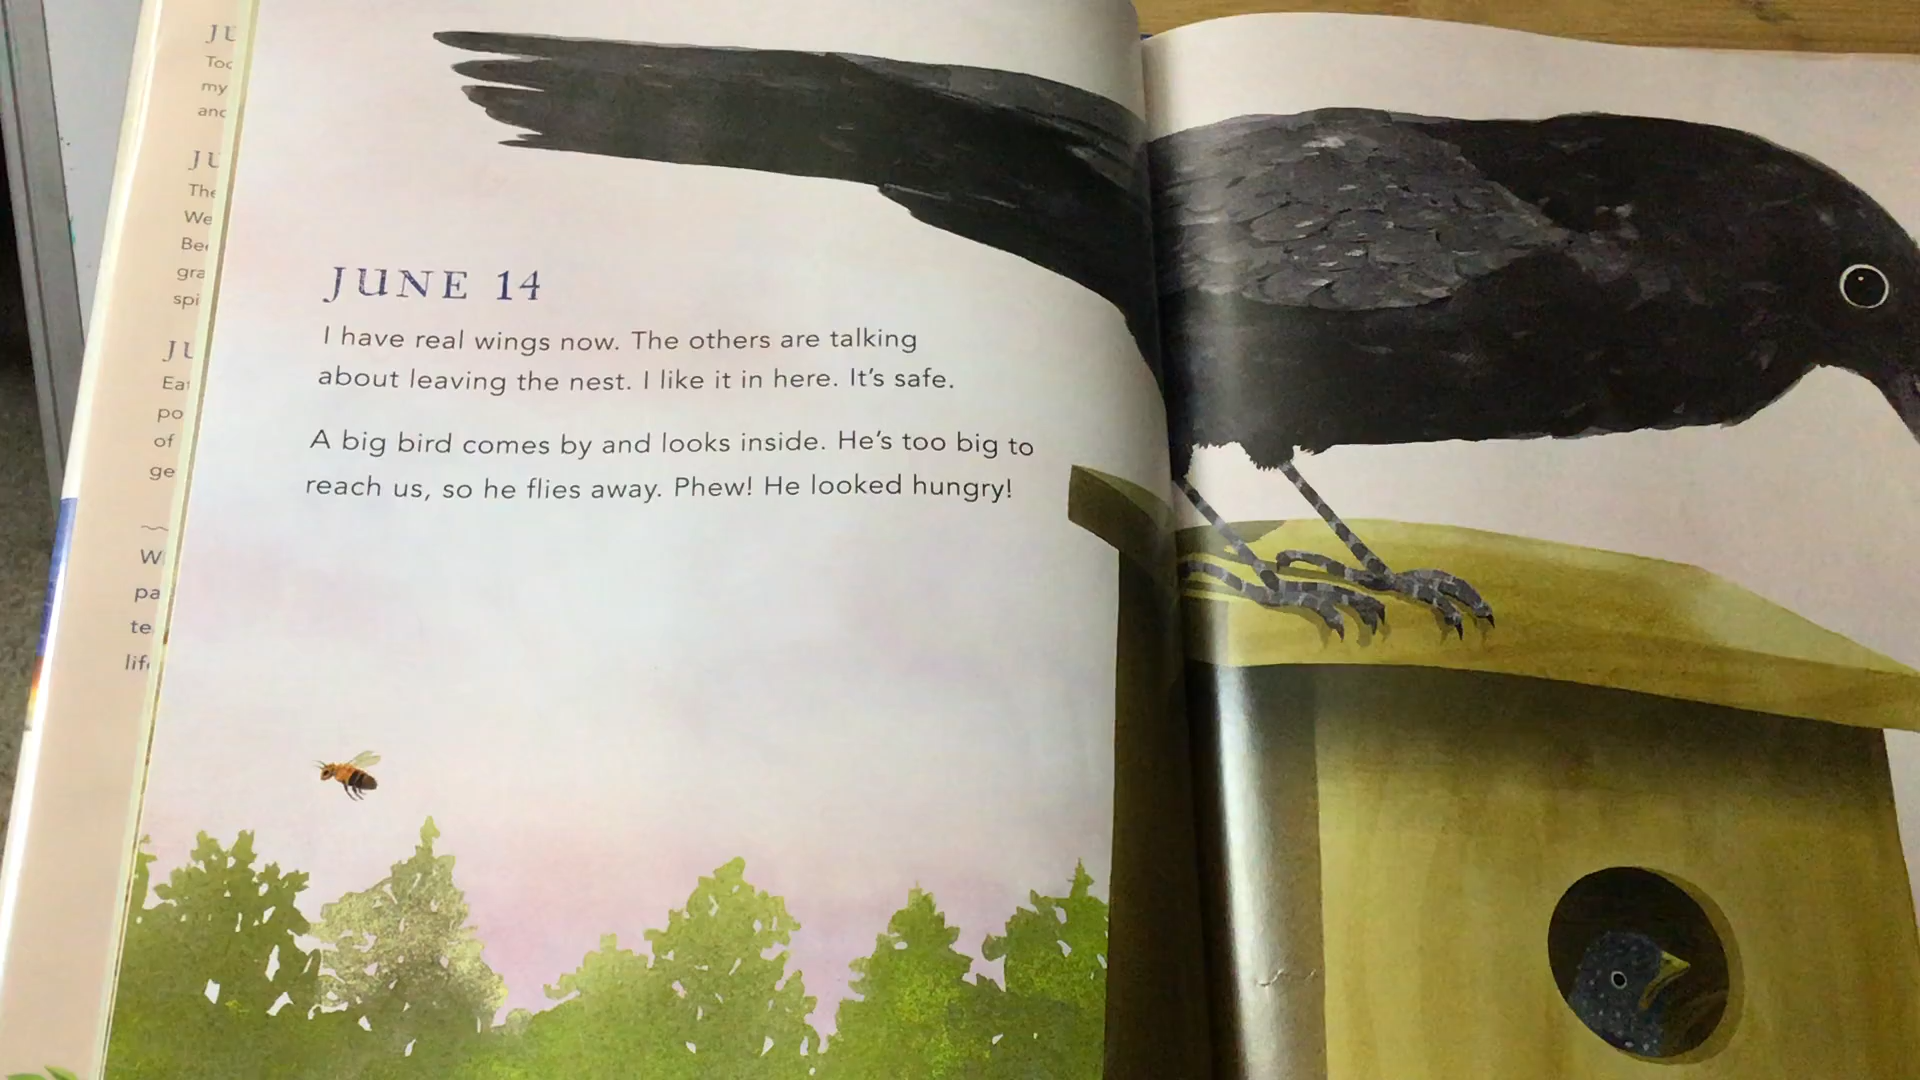 JUNE 14
I have real wings now. The others are talking
about leaving the nest. I like it in here. It's safe.
A big bird comes by and looks inside. He's too big to
reach us, so he flies away. Phew! He looked hungry!